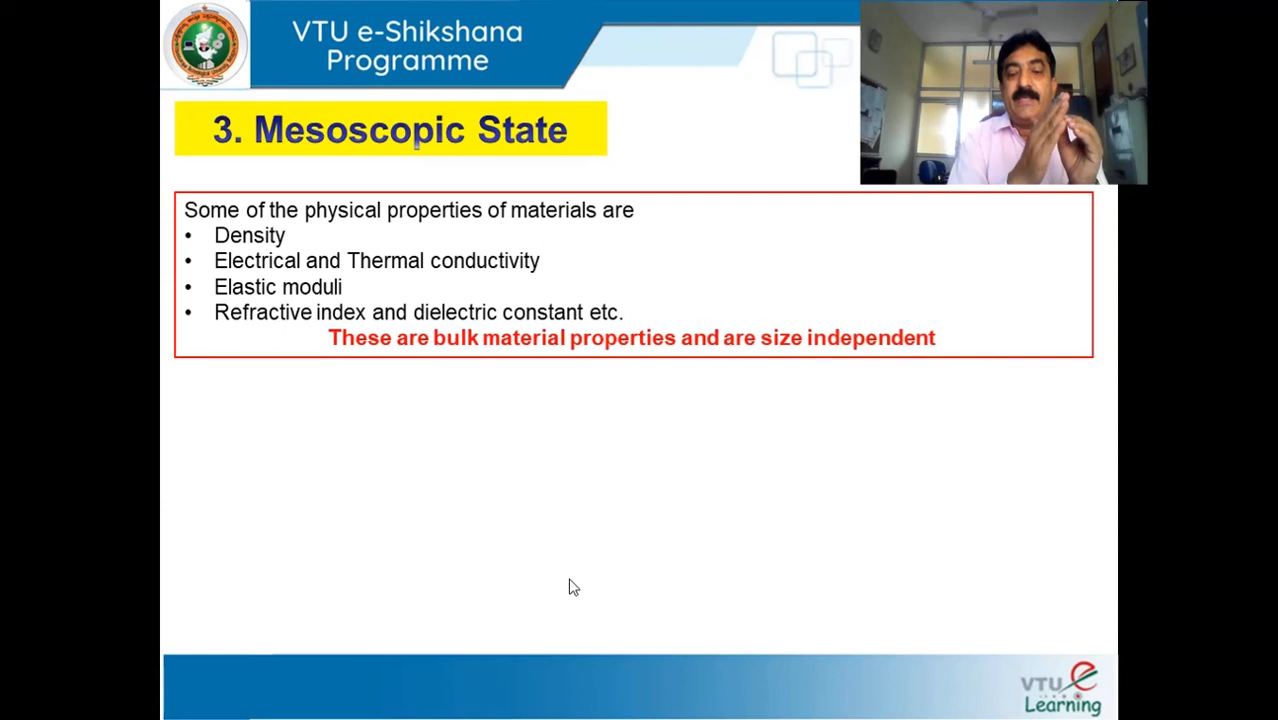 VTU e-Shikshana
Programme
3. Mesoscopic State
Some of the physical properties of materials are
• Density
• Electrical and Thermal conductivity
• Elastic moduli
• Refractive index and dielectric constant etc.
These are bulk material properties and are size independent
VTU e
Learning